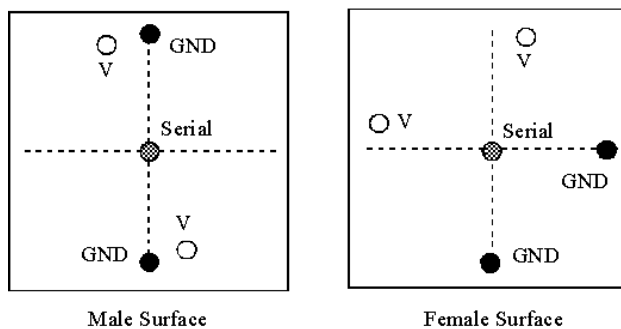 GND
V
Serial
V
GND
Male Surface
V
V
Serial
GND
GND
Female Surface